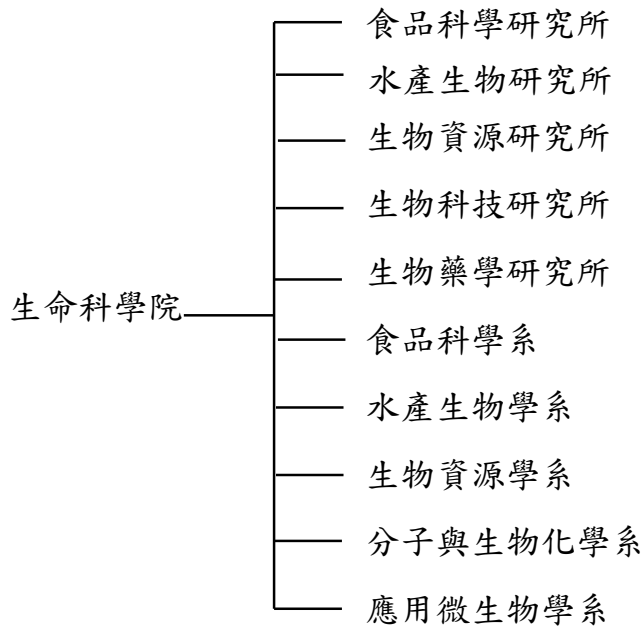 食品科學研究所
水產生物研究所
生物資源研究所
生物科技研究所
生物藥學研究所
生命科學院
食品科學系
水產生物學系
生物資源學系
分子與生物化學系
應用微生物學系